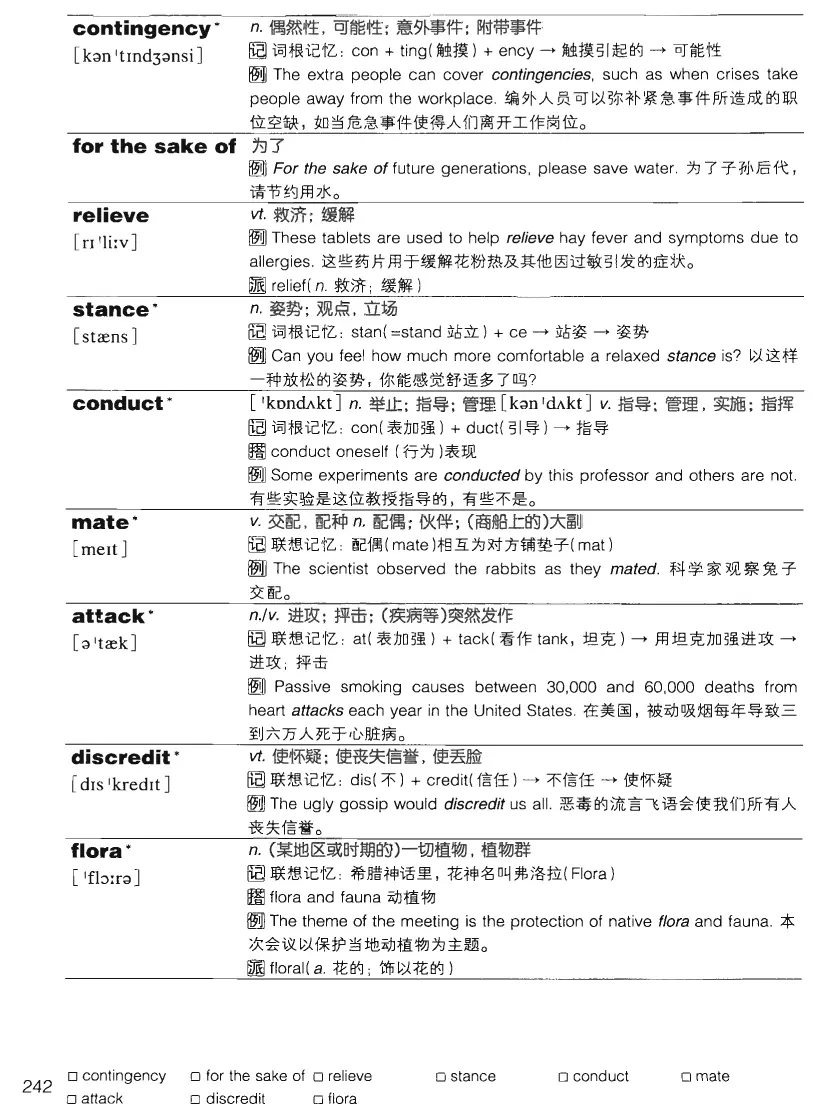 contingency* n. 偶然性,可能性;意外事件;附带事件
[kənˈtɪndʒənsi] 记 词根记忆:con + ting(触摸) + ency → 触摸引起的 → 可能性
例 The extra people can cover contingencies, such as when crises take
people away from the workplace. 编外人员可以弥补紧急事件所造成的职
位空缺,如当危急事件使得人们离开工作岗位。
for the sake of 为了
例 For the sake of future generations, please save water. 为了子孙后代,
请节约用水。
relieve vt. 救济;缓解
[rɪˈliːv] 例 These tablets are used to help relieve hay fever and symptoms due to
allergies. 这些药片用于缓解花粉热及其他因过敏引发的症状。
派 relief(n. 救济;缓解)
stance* n. 姿势;观点,立场
[stæns] 记 词根记忆:stan(=stand 站立) + ce → 站姿 → 姿势
例 Can you feel how much more comfortable a relaxed stance is? 以这样
一种放松的姿势,你能感觉舒适多了吗?
conduct* [ˈkɒndʌkt] n. 举止;指导;管理 [kənˈdʌkt] v. 指导;管理,实施;指挥
记 词根记忆:con(表加强) + duct(引导) → 指导
搭 conduct oneself (行为)表现
例 Some experiments are conducted by this professor and others are not.
有些实验是这位教授指导的,有些不是。
mate* v. 交配,配种 n. 配偶;伙伴;(商船上的)大副
[meɪt] 记 联想记忆:配偶(mate)相互为对方铺垫子(mat)
例 The scientist observed the rabbits as they mated. 科学家观察兔子
交配。
attack* n./v. 进攻;抨击;(疾病等)突然发作
[əˈtæk] 记 联想记忆:at(表加强) + tack(看作 tank,坦克) → 用坦克加强进攻 →
进攻;抨击
例 Passive smoking causes between 30,000 and 60,000 deaths from
heart attacks each year in the United States. 在美国,被动吸烟每年导致三
到六万人死于心脏病。
discredit* vt. 使怀疑;使丧失信誉,使丢脸
[dɪsˈkredɪt] 记 联想记忆:dis(不) + credit(信任) → 不信任 → 使怀疑
例 The ugly gossip would discredit us all. 恶毒的流言飞语会使我们所有人
丧失信誉。
flora* n. (某地区或时期的)一切植物,植物群
[ˈflɔːrə] 记 联想记忆:希腊神话里,花神名叫弗洛拉(Flora)
搭 flora and fauna 动植物
例 The theme of the meeting is the protection of native flora and fauna. 本
次会议以保护当地动植物为主题。
派 floral(a. 花的;饰以花的)
242 □ contingency □ for the sake of □ relieve □ stance □ conduct □ mate
□ attack □ discredit □ flora